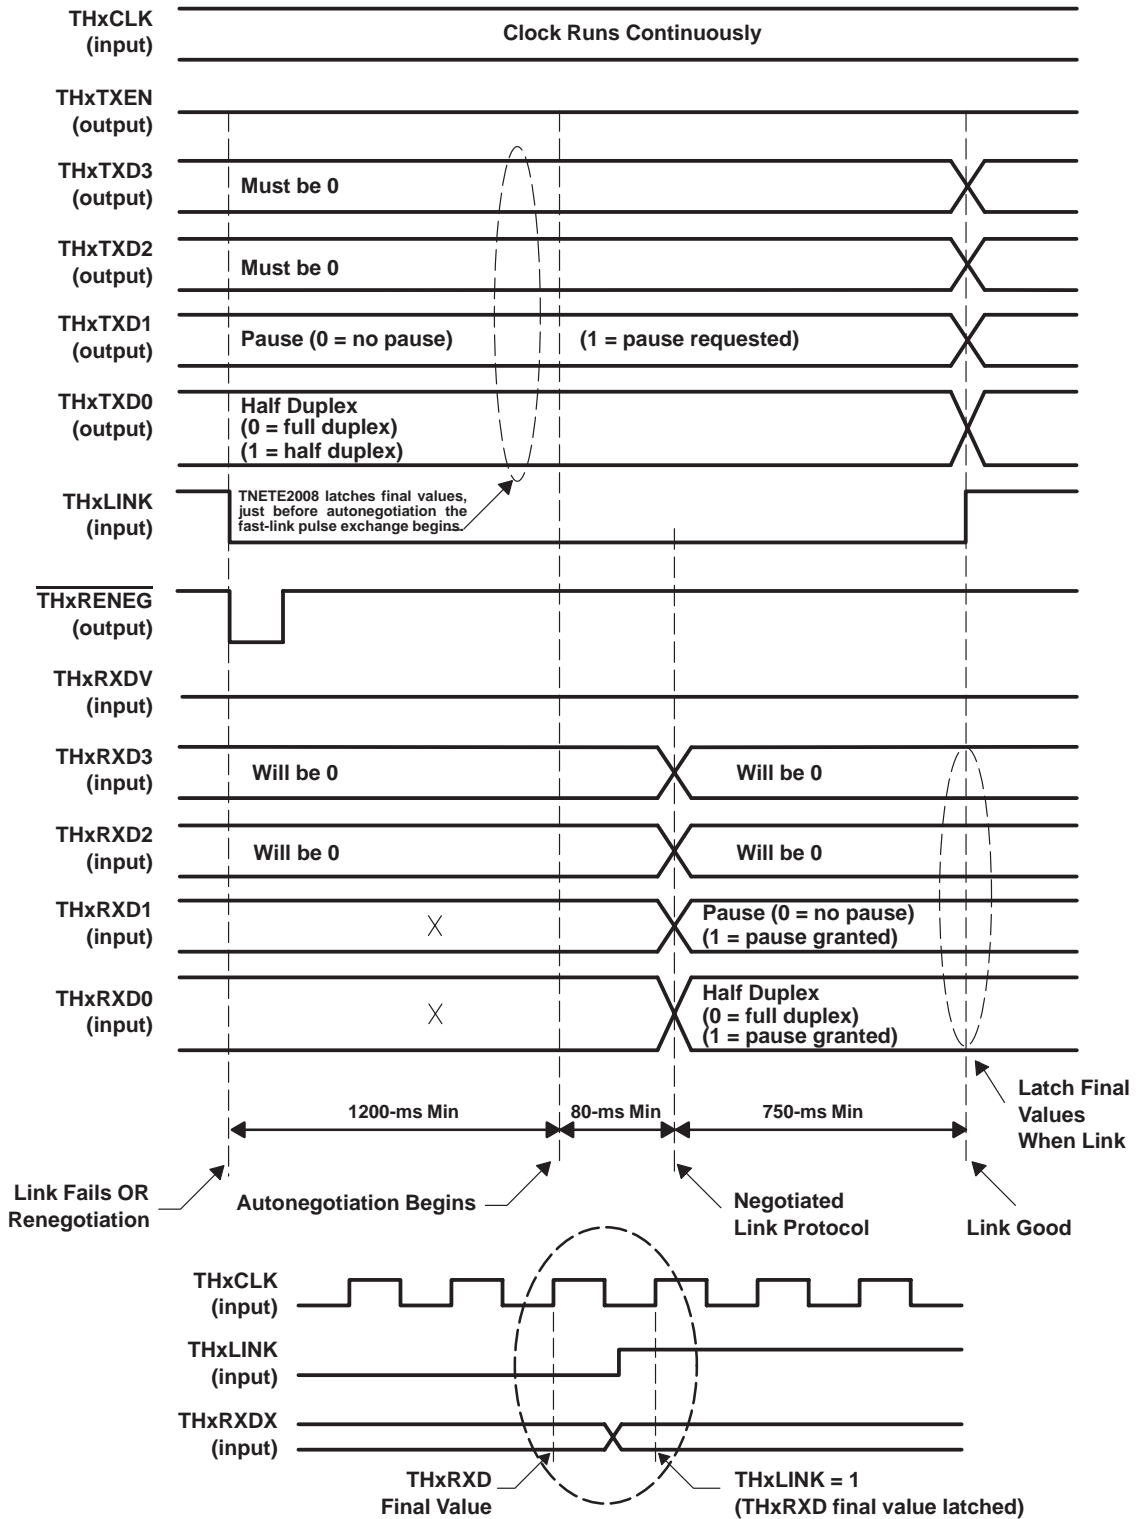 THxCLK
(input)
Clock Runs Continuously
THxTXEN
(output)
THxTXD3
(output)
Must be 0
THxTXD2
(output)
Must be 0
THxTXD1
(output)
Pause (0 = no pause)
(1 = pause requested)
THxTXD0
(output)
Half Duplex
(0 = full duplex)
(1 = half duplex)
THxLINK
(input)
TNETE2008 latches final values,
just before autonegotiation the
fast-link pulse exchange begins.
THxRENEG
(output)
THxRXDV
(input)
THxRXD3
(input)
Will be 0
Will be 0
THxRXD2
(input)
Will be 0
Will be 0
THxRXD1
(input)
X
Pause (0 = no pause)
(1 = pause granted)
THxRXD0
(input)
X
Half Duplex
(0 = full duplex)
(1 = pause granted)
1200-ms Min
80-ms Min
750-ms Min
Latch Final
Values
When Link
Link Fails OR
Renegotiation
Autonegotiation Begins
Negotiated
Link Protocol
Link Good
THxCLK
(input)
THxLINK
(input)
THxRXDX
(input)
THxRXD
Final Value
THxLINK = 1
(THxRXD final value latched)